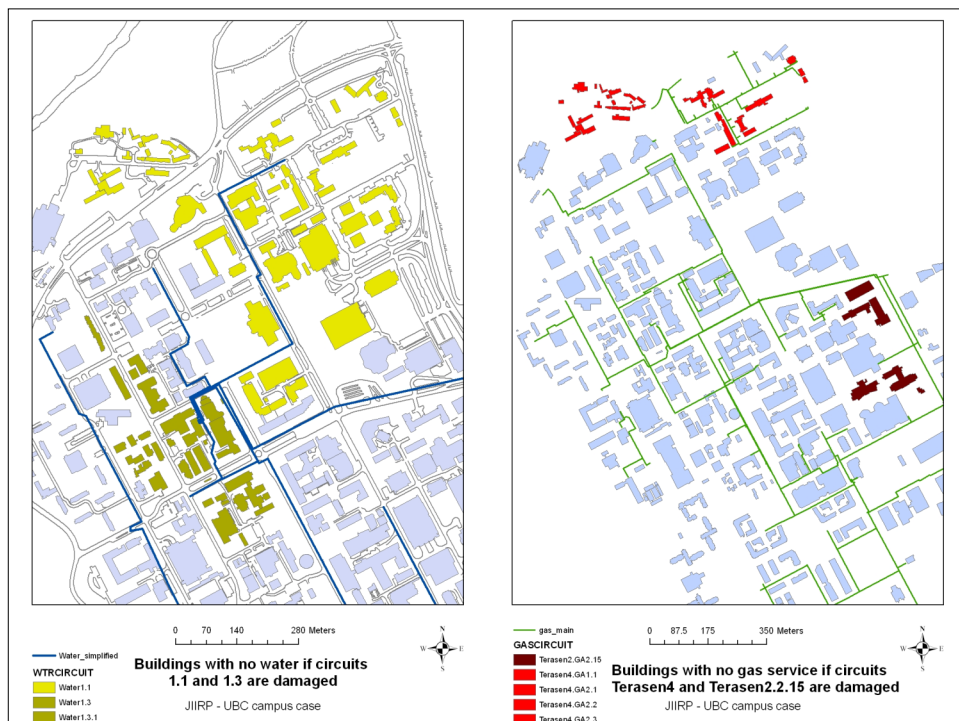 0 70 140 280 Meters
Water_simplified
WTRCIRCUIT
Water1.1
Water1.3
Water1.3.1
Buildings with no water if circuits
1.1 and 1.3 are damaged
JIIRP - UBC campus case
N
W E
S
gas_main
0 87.5 175 350 Meters
GASCIRCUIT
Terasen2.GA2.15
Terasen4.GA1.1
Terasen4.GA2.1
Terasen4.GA2.2
Terasen4.GA2.3
Buildings with no gas service if circuits
Terasen4 and Terasen2.2.15 are damaged
JIIRP - UBC campus case
N
W E
S